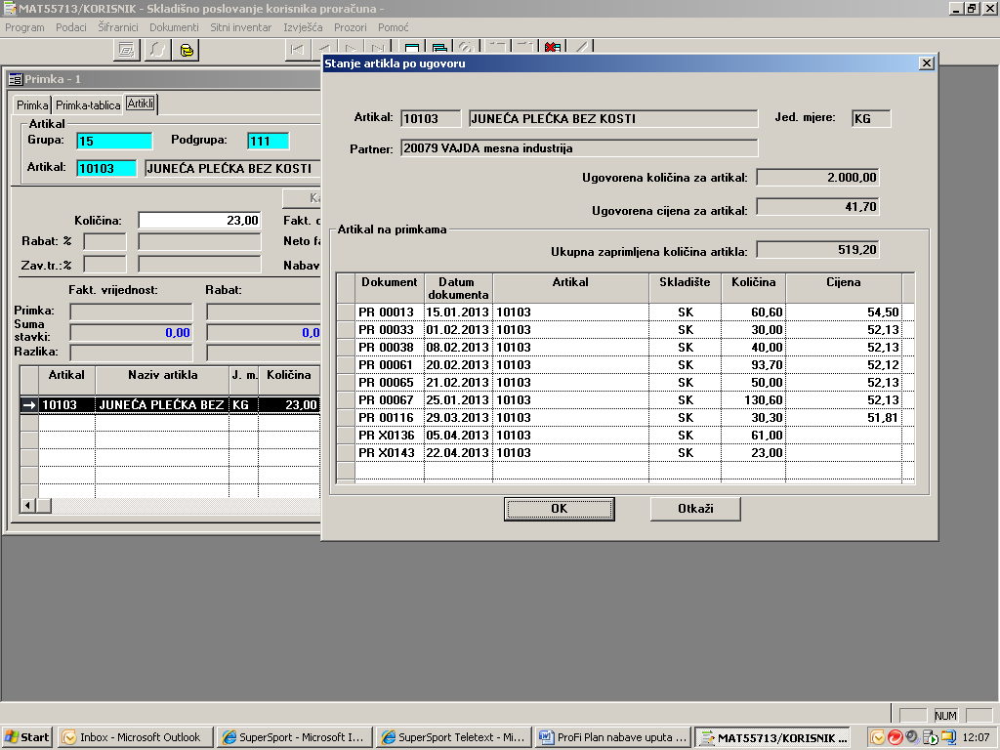 MAT55713/KORISNIK - Skladišno poslovanje korisnika proračuna -
Program Podaci Šifrarnici Dokumenti Sitni inventar Izvješća Prozori Pomoć
Primka - 1
Primka Primka-tablica Artikli
Artikal
Grupa: 15 Podgrupa: 111
Artikal: 10103 JUNEĆA PLEĆKA BEZ KOSTI
Količina: 23,00 Fakt.
Rabat: % Neto
Zav.tr.:% Nabav
Fakt. vrijednost: Rabat:
Primka:
Suma stavki: 0,00 0,0
Razlika:
Artikal Naziv artikla J. m. Količina
10103 JUNEĆA PLEĆKA BEZ KG 23,00
Stanje artikla po ugovoru
Artikal: 10103 JUNEĆA PLEĆKA BEZ KOSTI Jed. mjere: KG
Partner: 20079 VAJDA mesna industrija
Ugovorena količina za artikal: 2.000,00
Ugovorena cijena za artikal: 41,70
Artikal na primkama
Ukupna zaprimljena količina artikla: 519,20
Dokument Datum dokumenta Artikal Skladište Količina Cijena
PR 00013 15.01.2013 10103 SK 60,60 54,50
PR 00033 01.02.2013 10103 SK 30,00 52,13
PR 00038 08.02.2013 10103 SK 40,00 52,13
PR 00061 20.02.2013 10103 SK 93,70 52,12
PR 00065 21.02.2013 10103 SK 50,00 52,13
PR 00067 25.01.2013 10103 SK 130,60 52,13
PR 00116 29.03.2013 10103 SK 30,30 51,81
PR X0136 05.04.2013 10103 SK 61,00
PR X0143 22.04.2013 10103 SK 23,00
OK Otkaži
NUM
Start Inbox - Microsoft Outlook SuperSport - Microsoft I... SuperSport Teletext - Mi... ProFi Plan nabave uputa ... MAT55713/KORISNIK ... 12:07